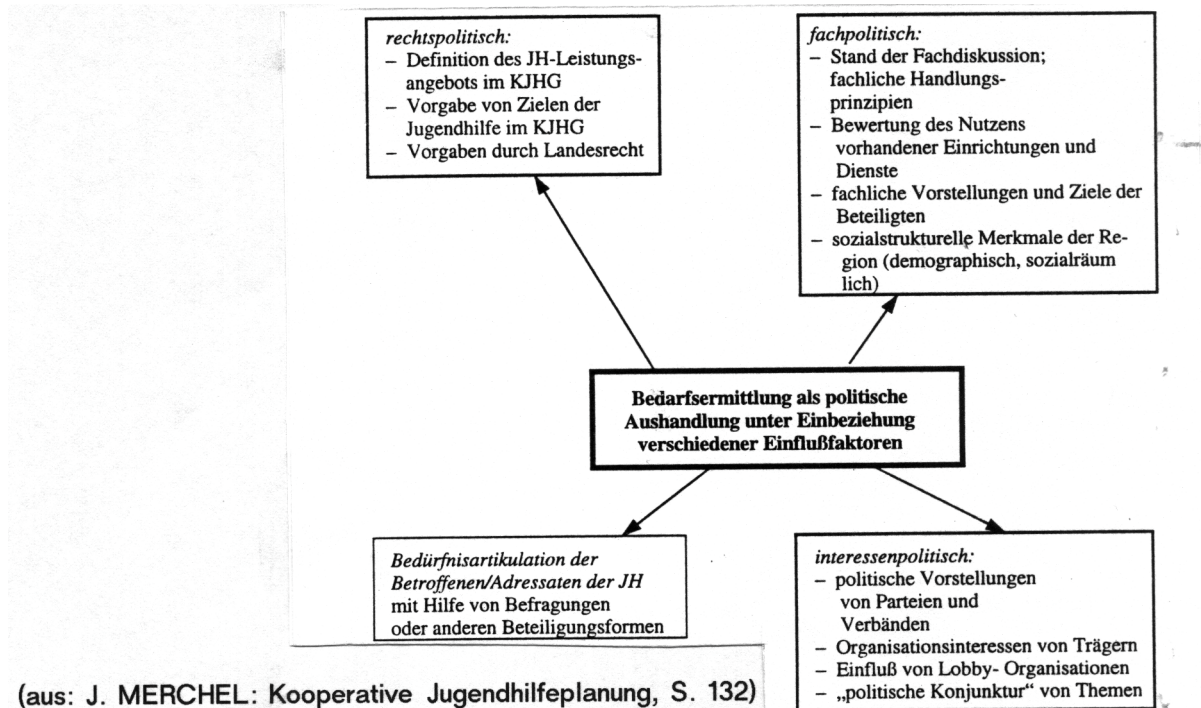 rechtspolitisch:
– Definition des JH-Leistungs-
angebots im KJHG
– Vorgabe von Zielen der
Jugendhilfe im KJHG
– Vorgaben durch Landesrecht
fachpolitisch:
– Stand der Fachdiskussion;
fachliche Handlungs-
prinzipien
– Bewertung des Nutzens
vorhandener Einrichtungen und
Dienste
– fachliche Vorstellungen und Ziele der
Beteiligten
– sozialstrukturelle Merkmale der Re-
gion (demographisch, sozialräum
lich)
Bedarfsermittlung als politische
Aushandlung unter Einbeziehung
verschiedener Einflußfaktoren
Bedürfnisartikulation der
Betroffenen/Adressaten der JH
mit Hilfe von Befragungen
oder anderen Beteiligungsformen
interessenpolitisch:
– politische Vorstellungen
von Parteien und
Verbänden
– Organisationsinteressen von Trägern
– Einfluß von Lobby- Organisationen
– „politische Konjunktur“ von Themen
(aus: J. MERCHEL: Kooperative Jugendhilfeplanung, S. 132)